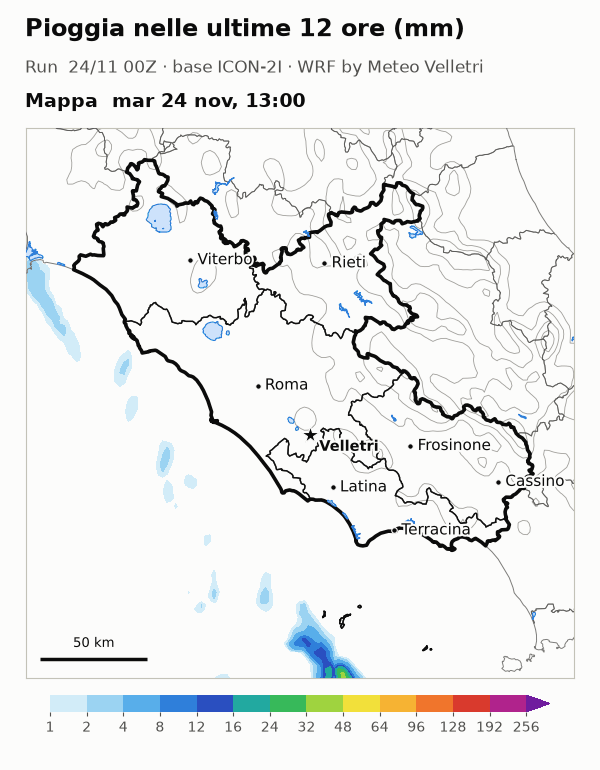 Pioggia nelle ultime 12 ore (mm)
Run 24/11 00Z · base ICON-2I · WRF by Meteo Velletri
Mappa mar 24 nov, 13:00
Viterbo
Rieti
Roma
Velletri
Frosinone
Cassino
Latina
Terracina
50 km
1 2 4 8 12 16 24 32 48 64 96 128 192 256